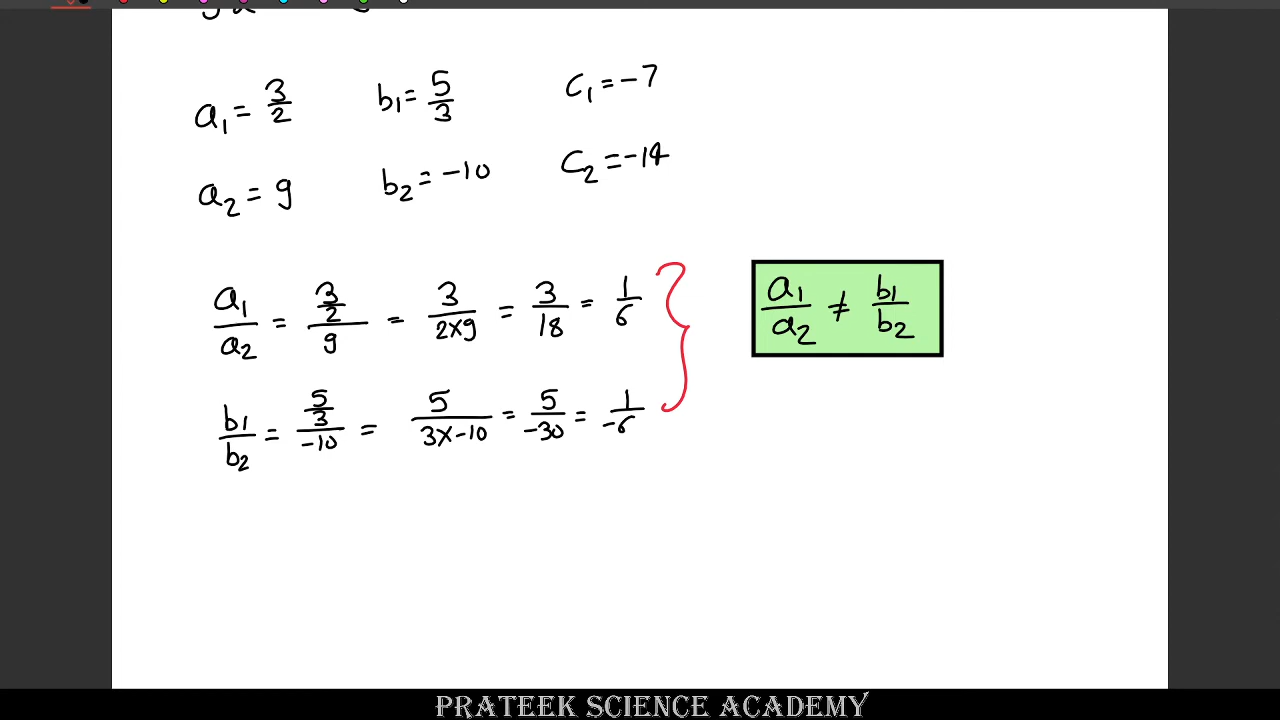 a₁ = 3/2 b₁ = 5/3 c₁ = -7
a₂ = 9 b₂ = -10 c₂ = -14
a₁/a₂ = (3/2)/9 = 3/(2×9) = 3/18 = 1/6
a₁/a₂ ≠ b₁/b₂
b₁/b₂ = (5/3)/-10 = 5/(3×-10) = 5/-30 = 1/-6
PRATEEK SCIENCE ACADEMY